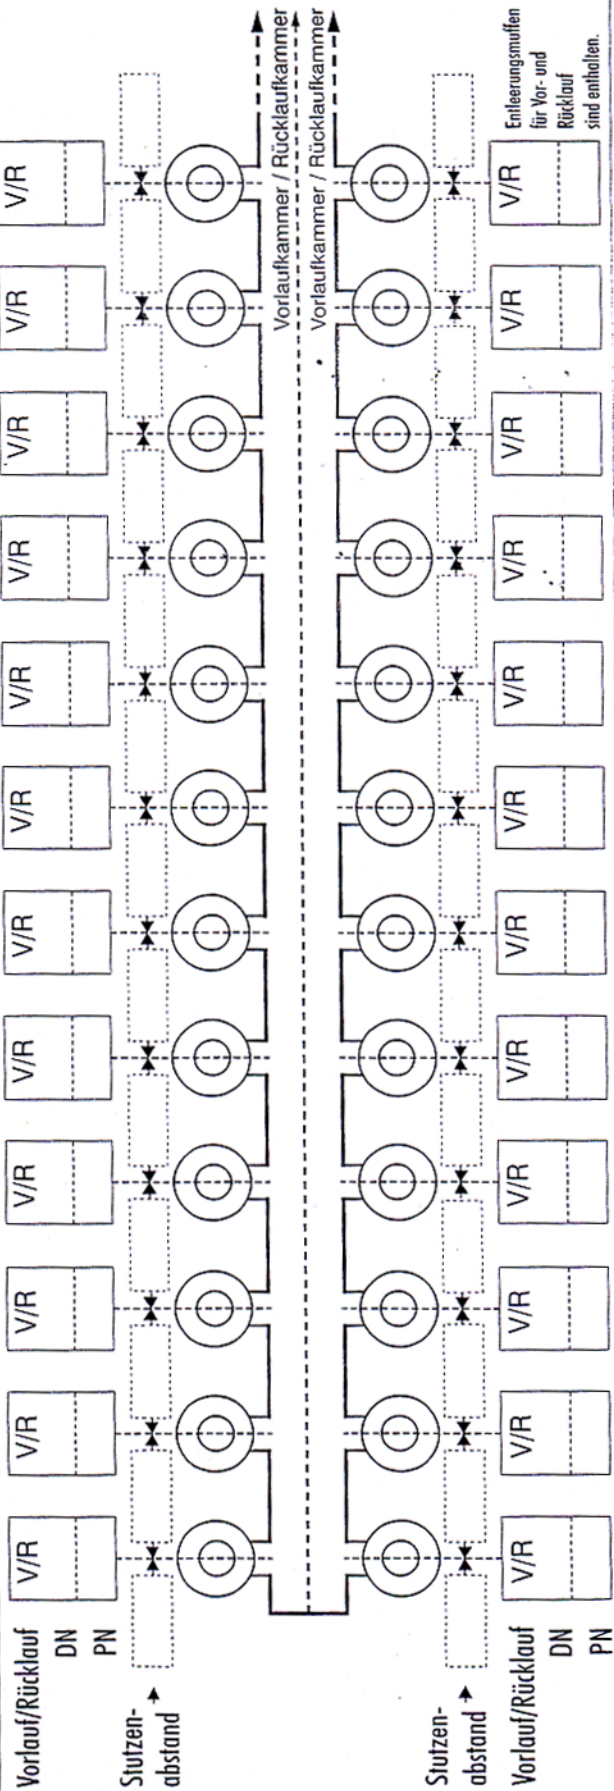 Vorlauf/Rücklauf V/R V/R V/R V/R V/R V/R V/R V/R V/R V/R V/R V/R
DN
PN
Stutzen-
abstand
Vorlaufkammer / Rücklaufkammer
Vorlaufkammer / Rücklaufkammer
Stutzen-
abstand
Vorlauf/Rücklauf V/R V/R V/R V/R V/R V/R V/R V/R V/R V/R V/R V/R
DN
PN
Entleerungsmuffen
für Vor- und
Rücklauf
sind enthalten.